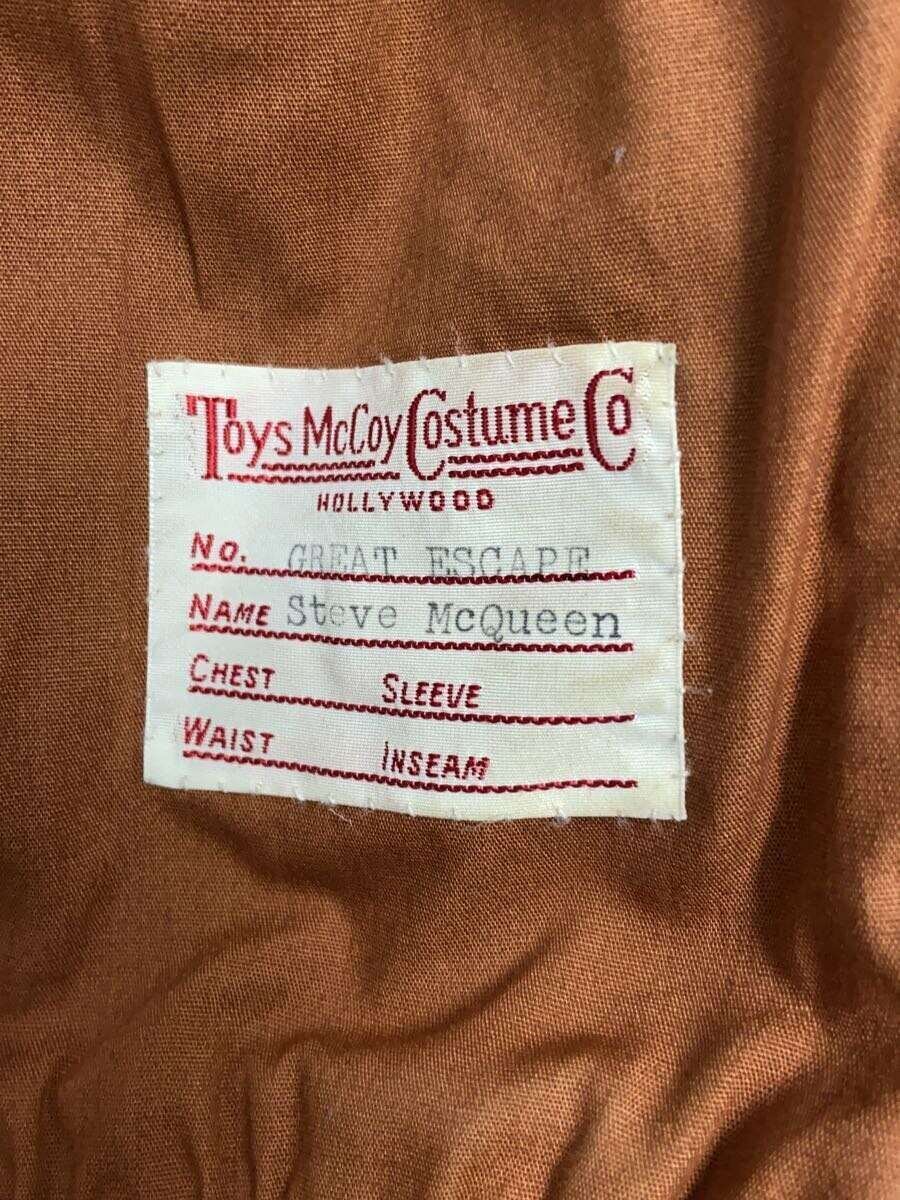 Toys McCoy Costume Co
HOLLYWOOD
No. GREAT ESCAPE
NAME Steve McQueen
CHEST SLEEVE
WAIST INSEAM